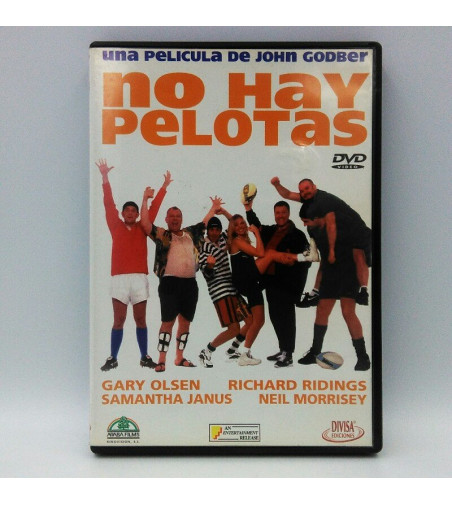 una PELICULA DE JOHN GODBER
no HaY
PeLOTas
DVD
VIDEO
GARY OLSEN RICHARD RIDINGS
SAMANTHA JANUS NEIL MORRISEY
AN
ENTERTAINMENT
RELEASE
DIVISA
EDICIONES